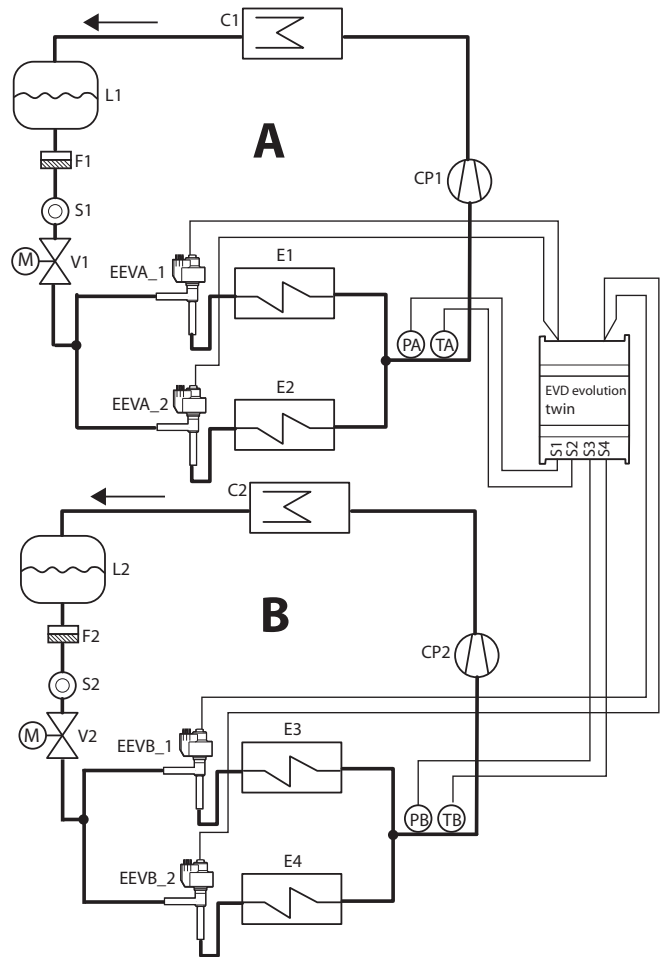 C1
L1
A
F1
CP1
S1
M
V1
EEVA_1
E1
PA
TA
EEVA_2
E2
EVD evolution
twin
S1
S2
S3
S4
C2
L2
B
F2
CP2
S2
M
V2
EEVB_1
E3
PB
TB
EEVB_2
E4